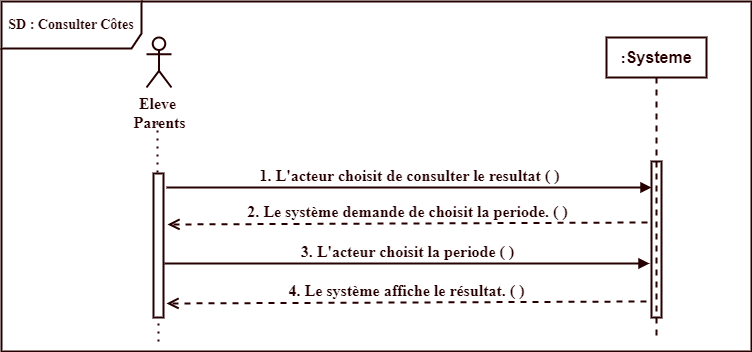 SD : Consulter Côtes
:Systeme
Eleve
Parents
1. L'acteur choisit de consulter le resultat ( )
2. Le système demande de choisit la periode. ( )
3. L'acteur choisit la periode ( )
4. Le système affiche le résultat. ( )